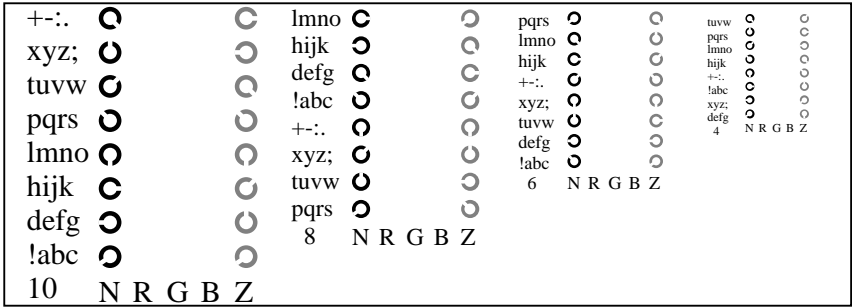 +-:.
xyz;
tuvw
pqrs
lmno
hijk
defg
!abc
10 N R G B Z
lmno
hijk
defg
!abc
+-:.
xyz;
tuvw
pqrs
8 N R G B Z
pqrs
lmno
hijk
+-:.
xyz;
tuvw
defg
!abc
6 N R G B Z
tuvw
pqrs
lmno
hijk
+-:.
!abc
xyz;
defg
4 N R G B Z